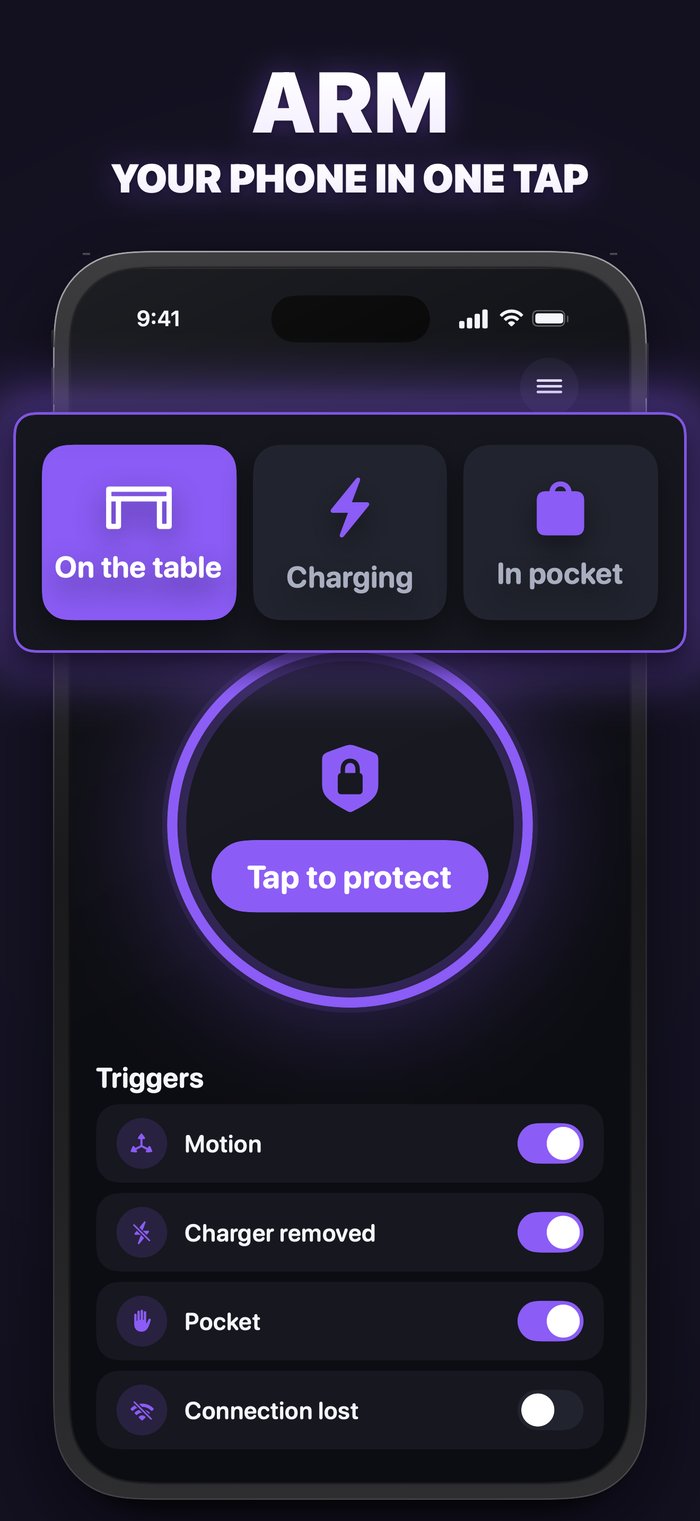 ARM
YOUR PHONE IN ONE TAP
9:41
On the table
Charging
In pocket
Tap to protect
Triggers
Motion
Charger removed
Pocket
Connection lost